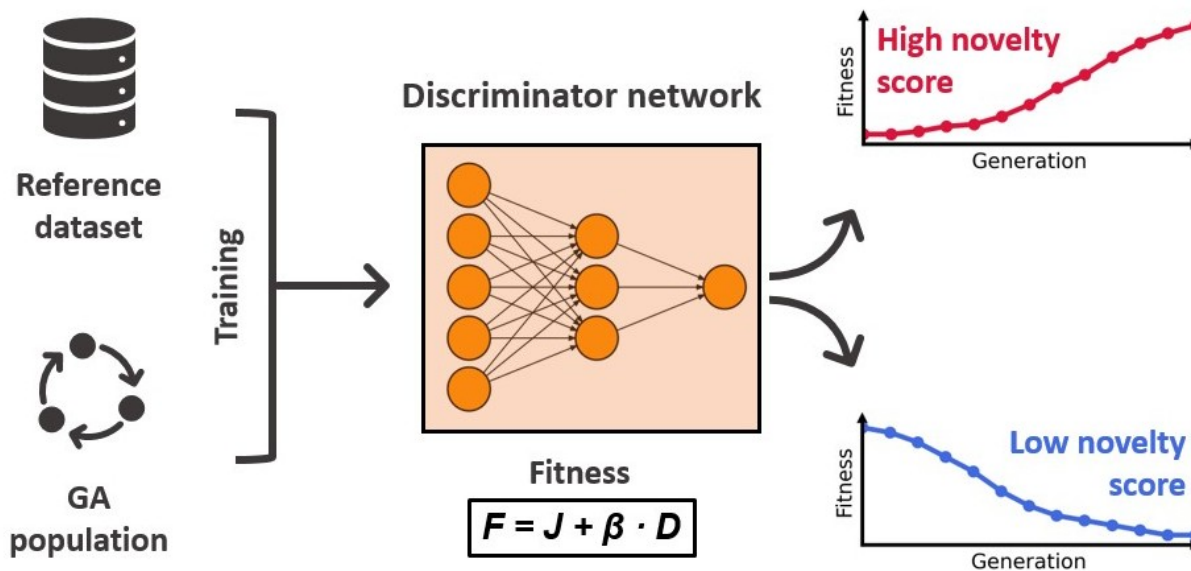 Reference
dataset
GA
population
Training
Discriminator network
Fitness
F = J + β · D
High novelty
score
Fitness
Generation
Low novelty
score
Fitness
Generation